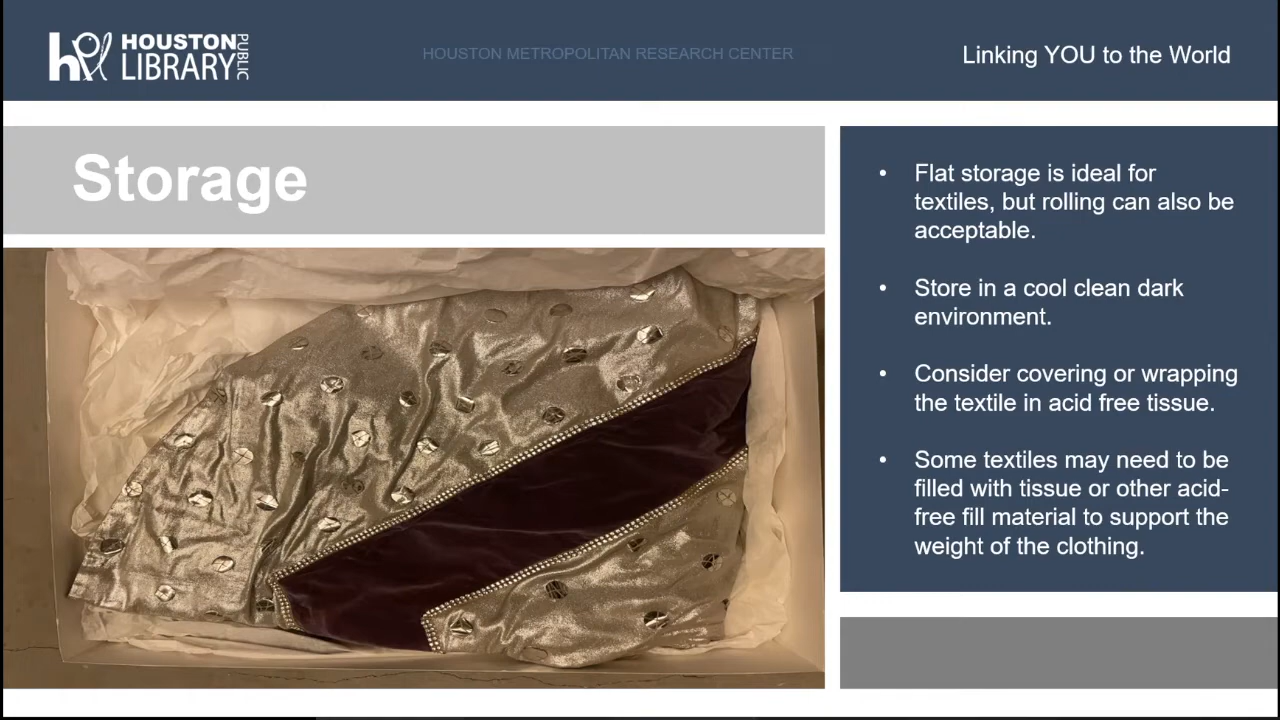 HOUSTON
LIBRARY
PUBLIC
HOUSTON METROPOLITAN RESEARCH CENTER
Linking YOU to the World
Storage
• Flat storage is ideal for
textiles, but rolling can also be
acceptable.
• Store in a cool clean dark
environment.
• Consider covering or wrapping
the textile in acid free tissue.
• Some textiles may need to be
filled with tissue or other acid-
free fill material to support the
weight of the clothing.